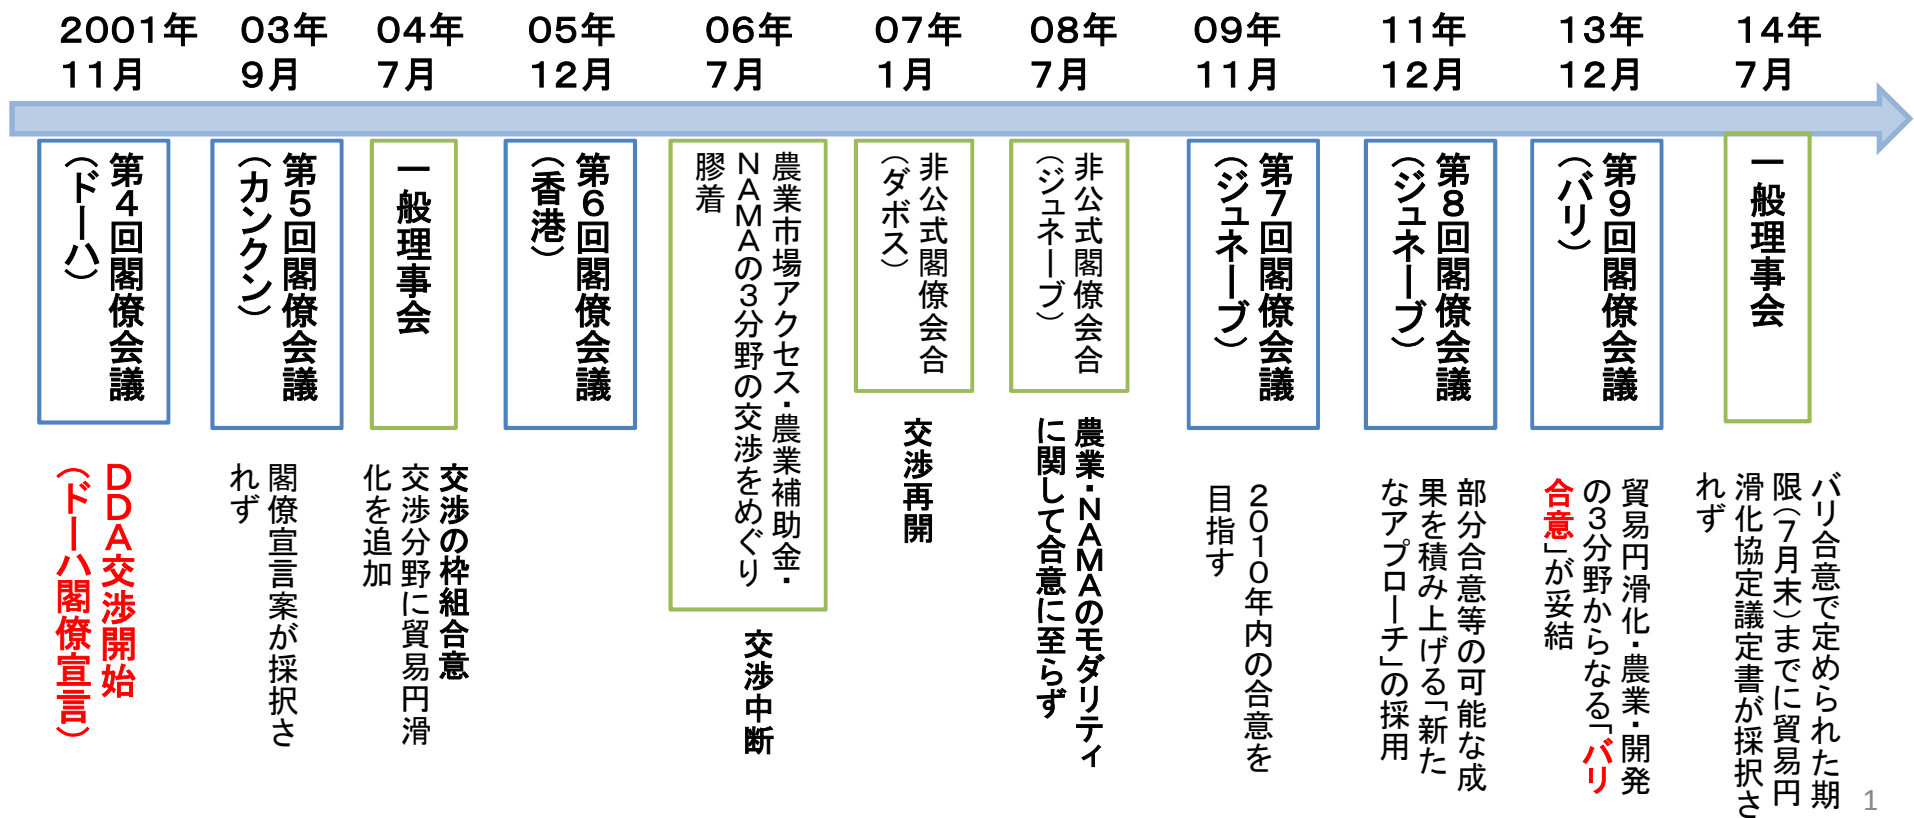 2001年
11月
03年
9月
04年
7月
05年
12月
06年
7月
07年
1月
08年
7月
09年
11月
11年
12月
13年
12月
14年
7月
第4回閣僚会議
（ドーハ）
第5回閣僚会議
（カンクン）
一般理事会
第6回閣僚会議
（香港）
農業市場アクセス・農業補助金・
NAMAの3分野の交渉をめぐり
膠着
非公式閣僚会合
（ダボス）
非公式閣僚会合
（ジュネーブ）
第7回閣僚会議
（ジュネーブ）
第8回閣僚会議
（ジュネーブ）
第9回閣僚会議
（バリ）
一般理事会
DDA交渉開始
（ドーハ閣僚宣言）
閣僚宣言案が採択さ
れず
交渉の枠組合意
交渉分野に貿易円滑
化を追加
交渉中断
交渉再開
農業・NAMAのモダリティ
に関して合意に至らず
2010年内の合意を
目指す
部分合意等の可能な成
果を積み上げる「新た
なアプローチ」の採用
貿易円滑化・農業・開発
の3分野からなる「バリ
合意」が妥結
バリ合意で定められた期
限（7月末）までに貿易円
滑化協定議定書が採択さ
れず
1